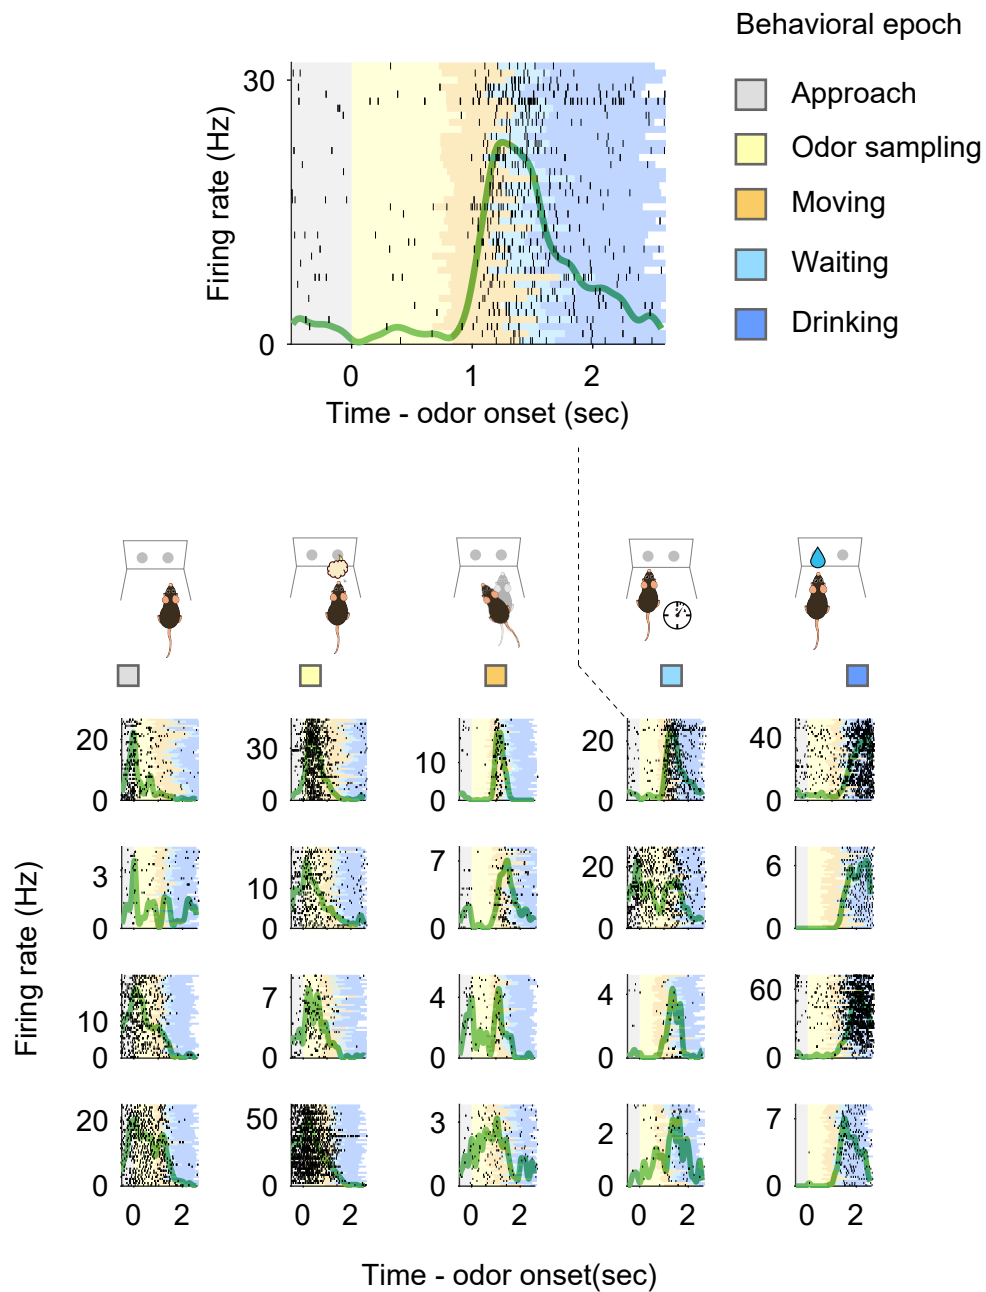 Behavioral epoch
Approach
Odor sampling
Moving
Waiting
Drinking
Firing rate (Hz)
30
0
0 1 2
Time - odor onset (sec)
Firing rate (Hz)
20 30 10 20 40
0 0 0 0 0
3 10 7 20 6
0 0 0 0 0
10 7 4 4 60
0 0 0 0 0
20 50 3 2 7
0 0 0 0 0
0 2 0 2 0 2 0 2 0 2
Time - odor onset(sec)